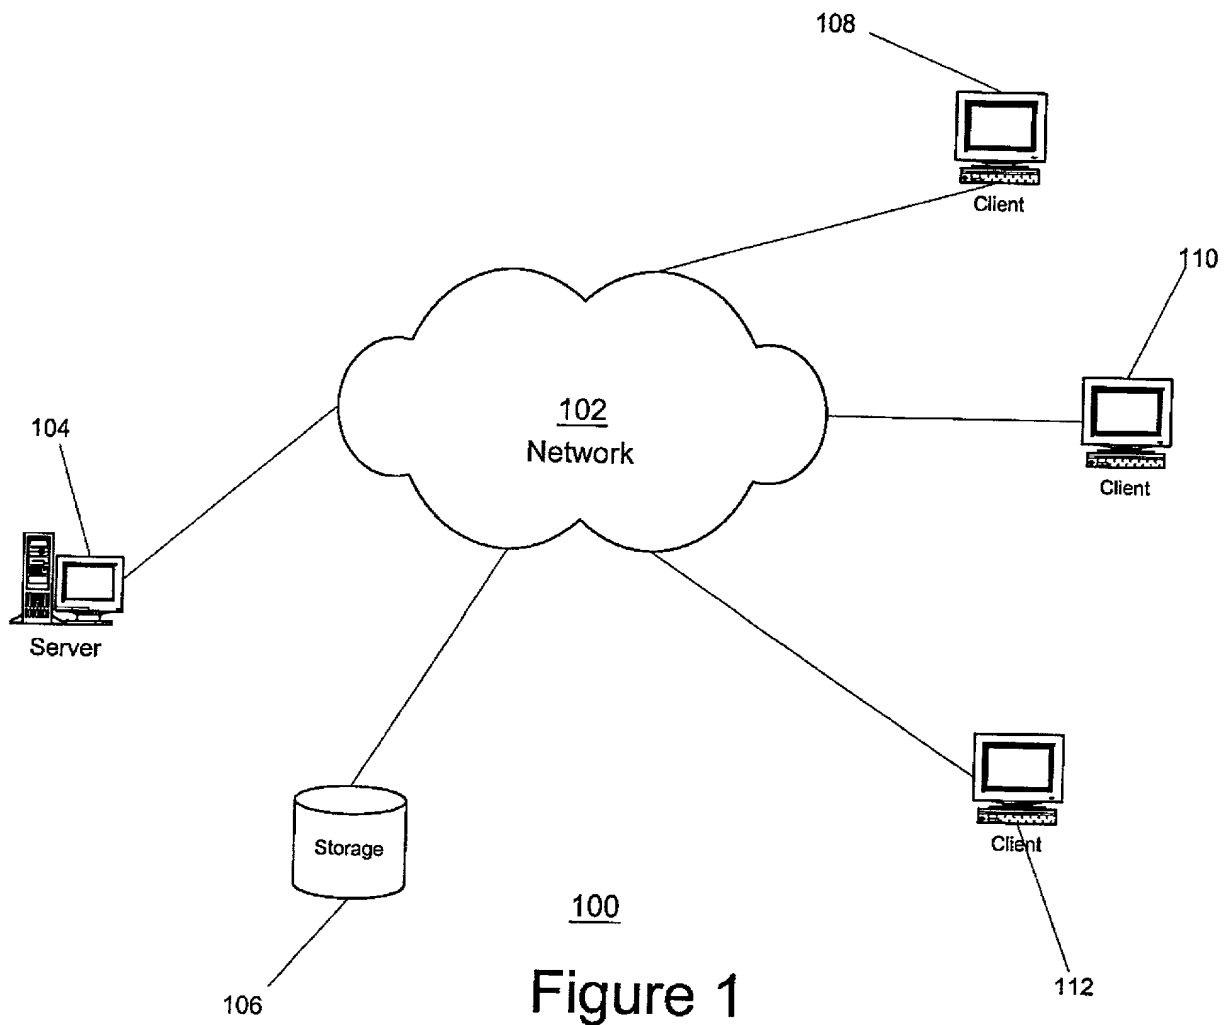 108
Client
110
102
Network
Client
104
Server
Storage
Client
100
106
Figure 1
112